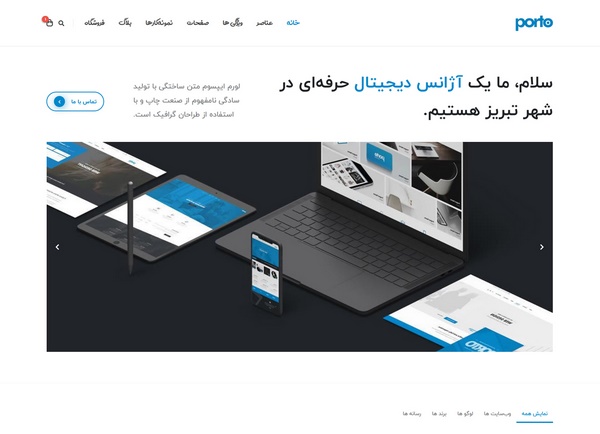 porto
خانه عناصر ویژگی ها صفحات نمونه‌کارها بلاگ فروشگاه
سلام، ما یک آژانس دیجیتال حرفه‌ای در
شهر تبریز هستیم.
لورم ایپسوم متن ساختگی با تولید
سادگی نامفهوم از صنعت چاپ و با
استفاده از طراحان گرافیک است.
تماس با ما
نمایش همه وب‌سایت ها لوگو ها برند ها رسانه ها